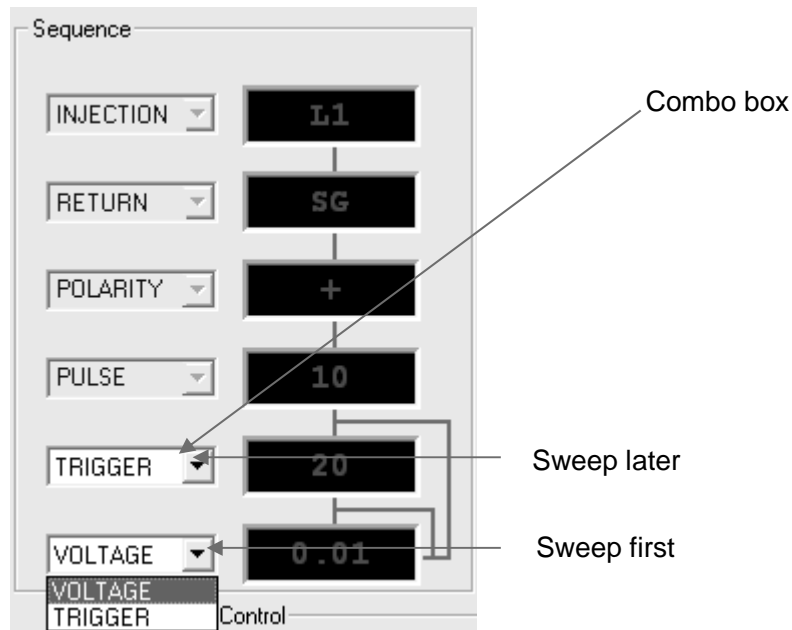 Sequence
Combo box
INJECTION L1
RETURN SG
POLARITY +
PULSE 10
TRIGGER 20 Sweep later
VOLTAGE 0.01 Sweep first
VOLTAGE
TRIGGER Control